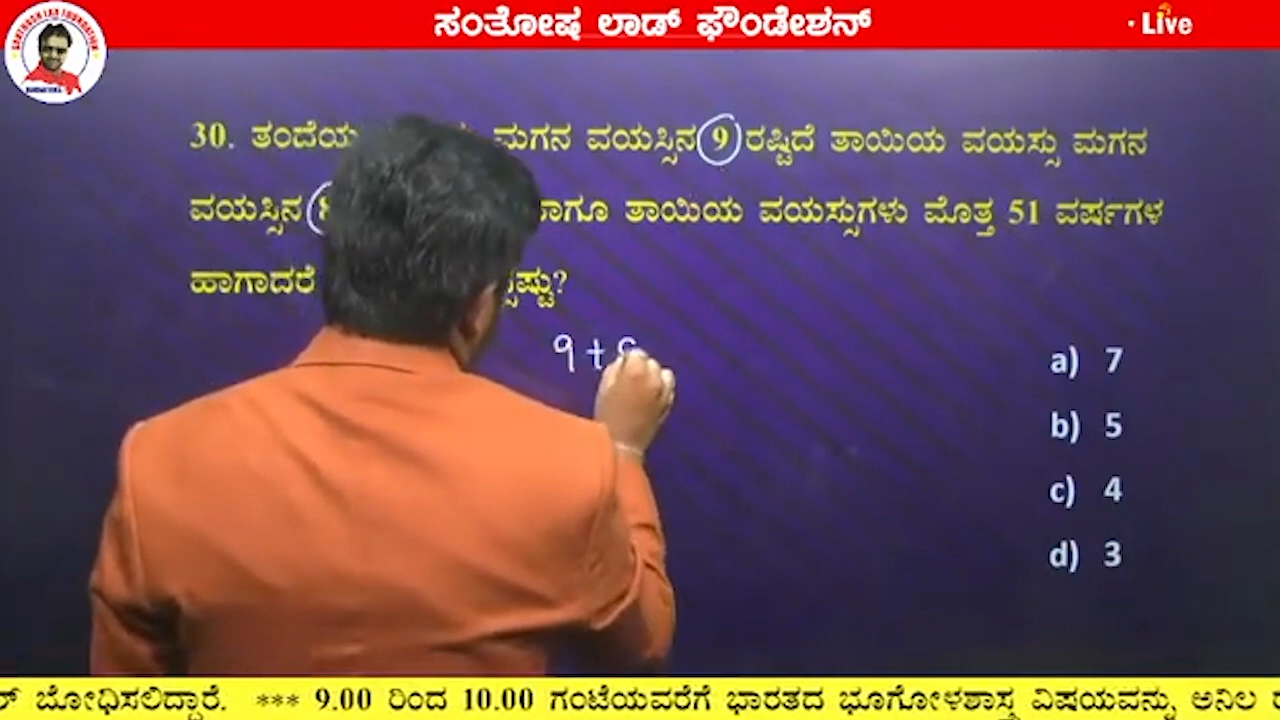 ಸಂತೋಷ ಲಾಡ್ ಫೌಂಡೇಶನ್
· Live
30. ತಂದೆಯ ಮಗನ ವಯಸ್ಸಿನ 9 ರಷ್ಟಿದೆ ತಾಯಿಯ ವಯಸ್ಸು ಮಗನ
ವಯಸ್ಸಿನ ಹಾಗೂ ತಾಯಿಯ ವಯಸ್ಸುಗಳು ಮೊತ್ತ 51 ವರ್ಷಗಳ
ಹಾಗಾದರೆ
9 +
a) 7
b) 5
c) 4
d) 3
ಬೋಧಿಸಲಿದ್ದಾರೆ. *** 9.00 ರಿಂದ 10.00 ಗಂಟೆಯವರೆಗೆ ಭಾರತದ ಭೂಗೋಳಶಾಸ್ತ್ರ ವಿಷಯವನ್ನು ಅನಿಲ